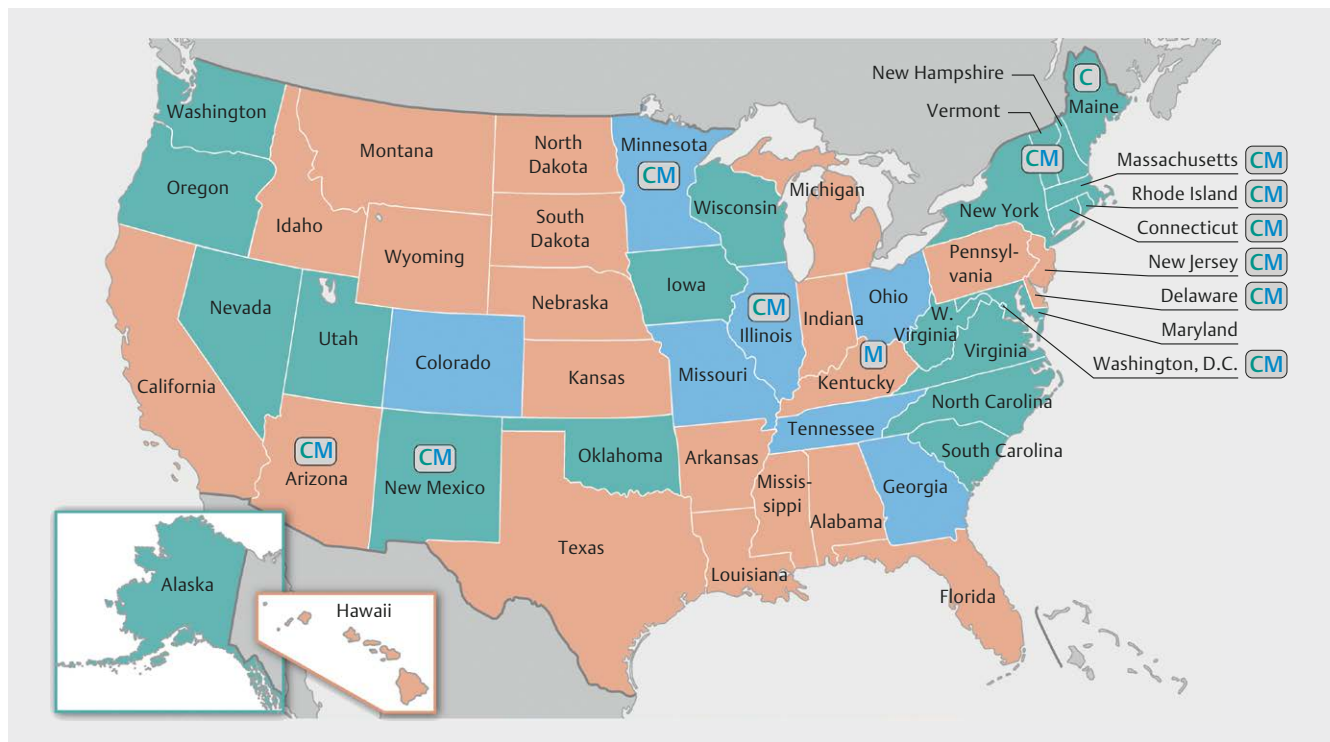 New Hampshire
C
Maine
Washington
Vermont
Montana
North
Dakota
Minnesota
CM
CM
Massachusetts CM
Oregon
Michigan
Rhode Island CM
Idaho
South
Dakota
Wisconsin
New York
Connecticut CM
Wyoming
Pennsyl-
vania
New Jersey CM
Nebraska
Iowa
Ohio
Delaware CM
Nevada
CM
Illinois
Indiana
W.
Virginia
Maryland
Utah
Colorado
M
Virginia
Washington, D.C. CM
California
Kansas
Missouri
Kentucky
North Carolina
Tennessee
CM
Arizona
CM
New Mexico
Oklahoma
Arkansas
South Carolina
Missis-
sippi
Georgia
Alabama
Texas
Louisiana
Alaska
Florida
Hawaii